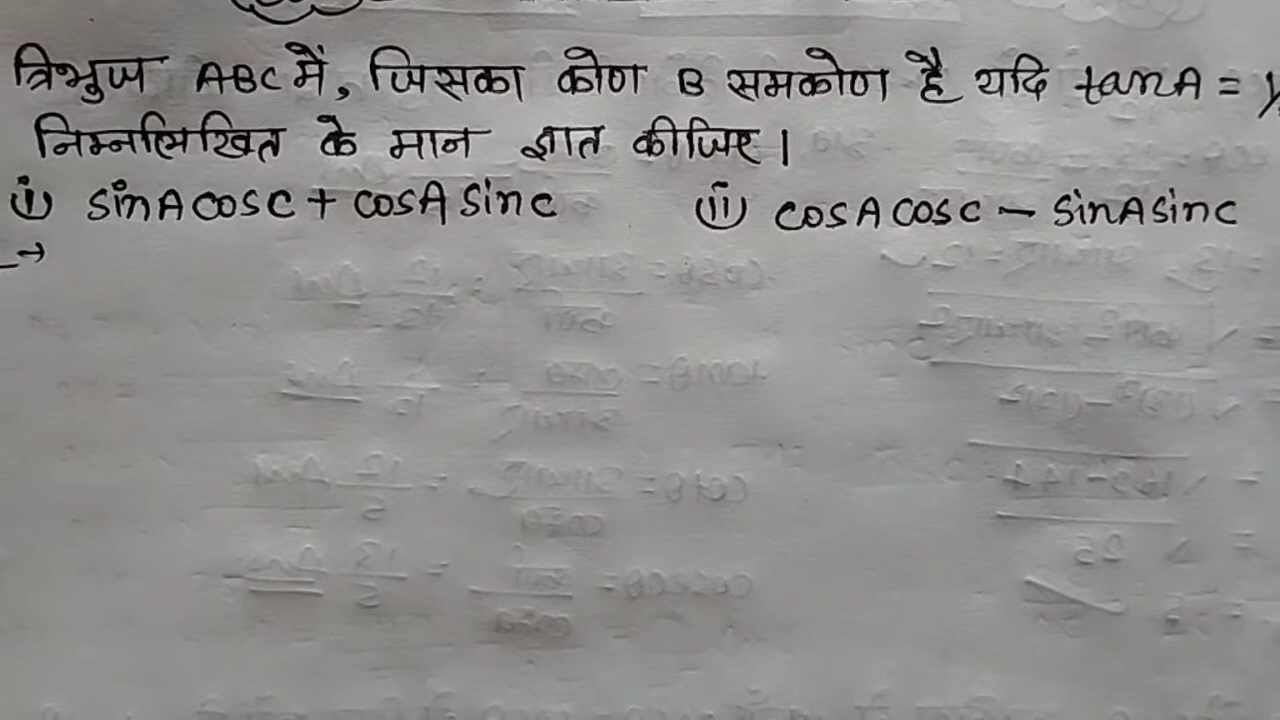 त्रिभुज ABC में, जिसका कोण B समकोण है यदि tanA =
निम्नलिखित के मान ज्ञात कीजिए।
(i) sinA cosC + cosA sinC (ii) cosA cosC - sinA sinC
→